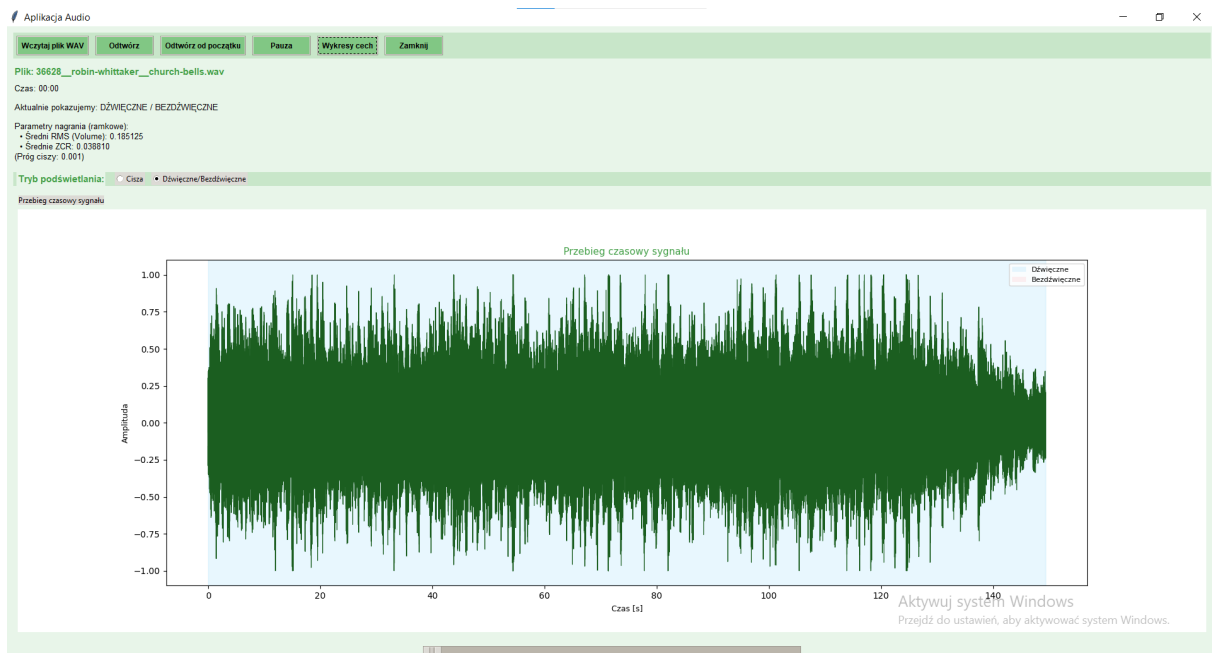 Aplikacja Audio
Wczytaj plik WAV Odtwórz Odtwórz od początku Pauza Wykresy cech Zamknij
Plik: 36628__robin-whittaker__church-bells.wav
Czas: 00:00
Aktualnie pokazujemy: DŹWIĘCZNE / BEZDŹWIĘCZNE
Parametry nagrania (ramkowe):
• Średni RMS (Volume): 0.185125
• Średnie ZCR: 0.038810
(Próg ciszy: 0.001)
Tryb podświetlania: Cisza Dźwięczne/Bezdźwięczne
Przebieg czasowy sygnału
Przebieg czasowy sygnału
Dźwięczne
Bezdźwięczne
1.00
0.75
0.50
0.25
0.00
−0.25
−0.50
−0.75
−1.00
Amplituda
0 20 40 60 80 100 120 140
Czas [s]
Aktywuj system Windows
Przejdź do ustawień, aby aktywować system Windows.